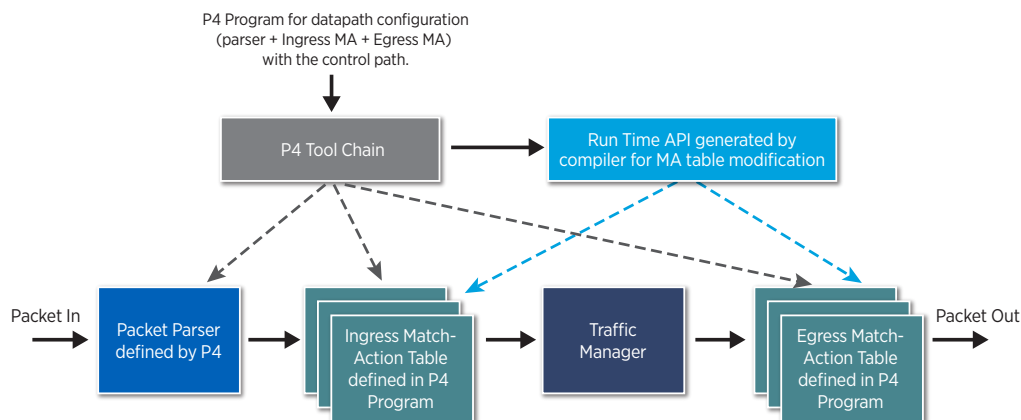 P4 Program for datapath configuration
(parser + Ingress MA + Egress MA)
with the control path.
P4 Tool Chain
Run Time API generated by
compiler for MA table modification
Packet In
Packet Parser
defined by P4
Ingress Match-
Action Table
defined in P4
Program
Traffic
Manager
Egress Match-
Action Table
defined in P4
Program
Packet Out